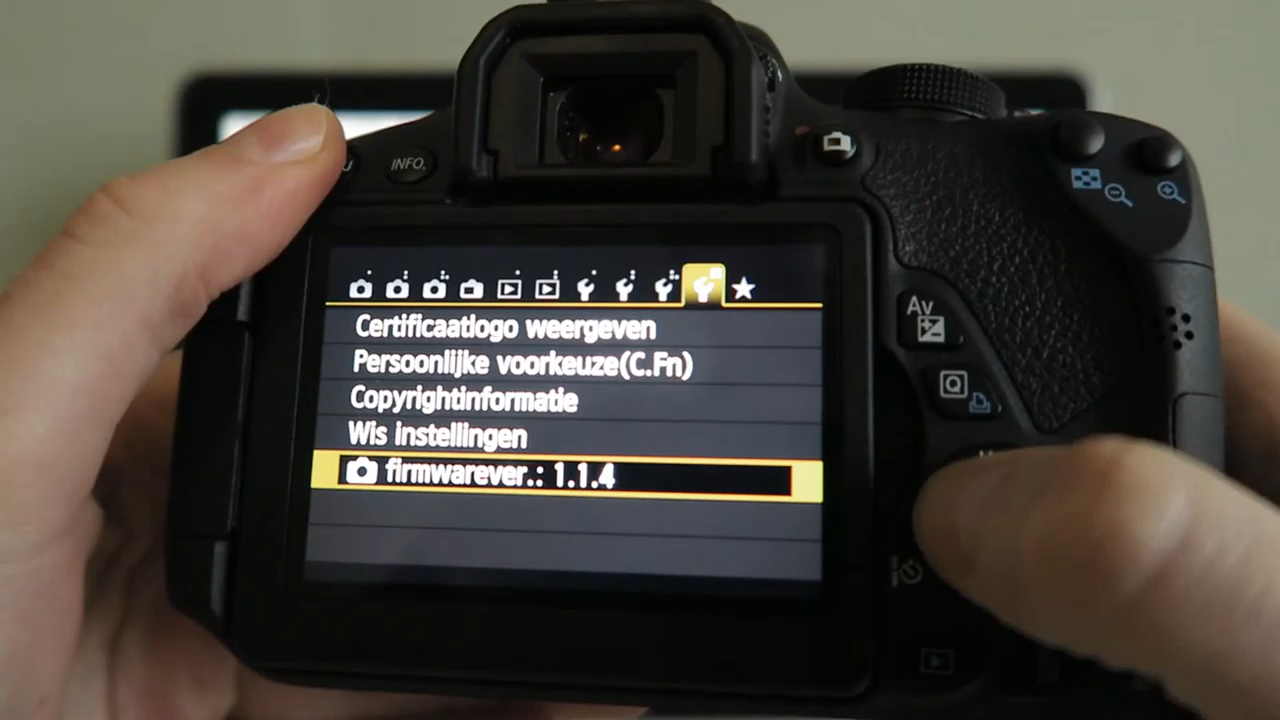 INFO.
Certificaatlogo weergeven
Persoonlijke voorkeuze(C.Fn)
Copyrightinformatie
Wis instellingen
firmwarever.: 1.1.4
Av
Q